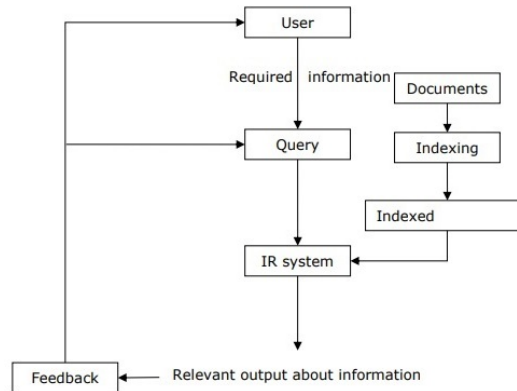 User
Required information
Documents
Query
Indexing
Indexed
IR system
Feedback
Relevant output about information